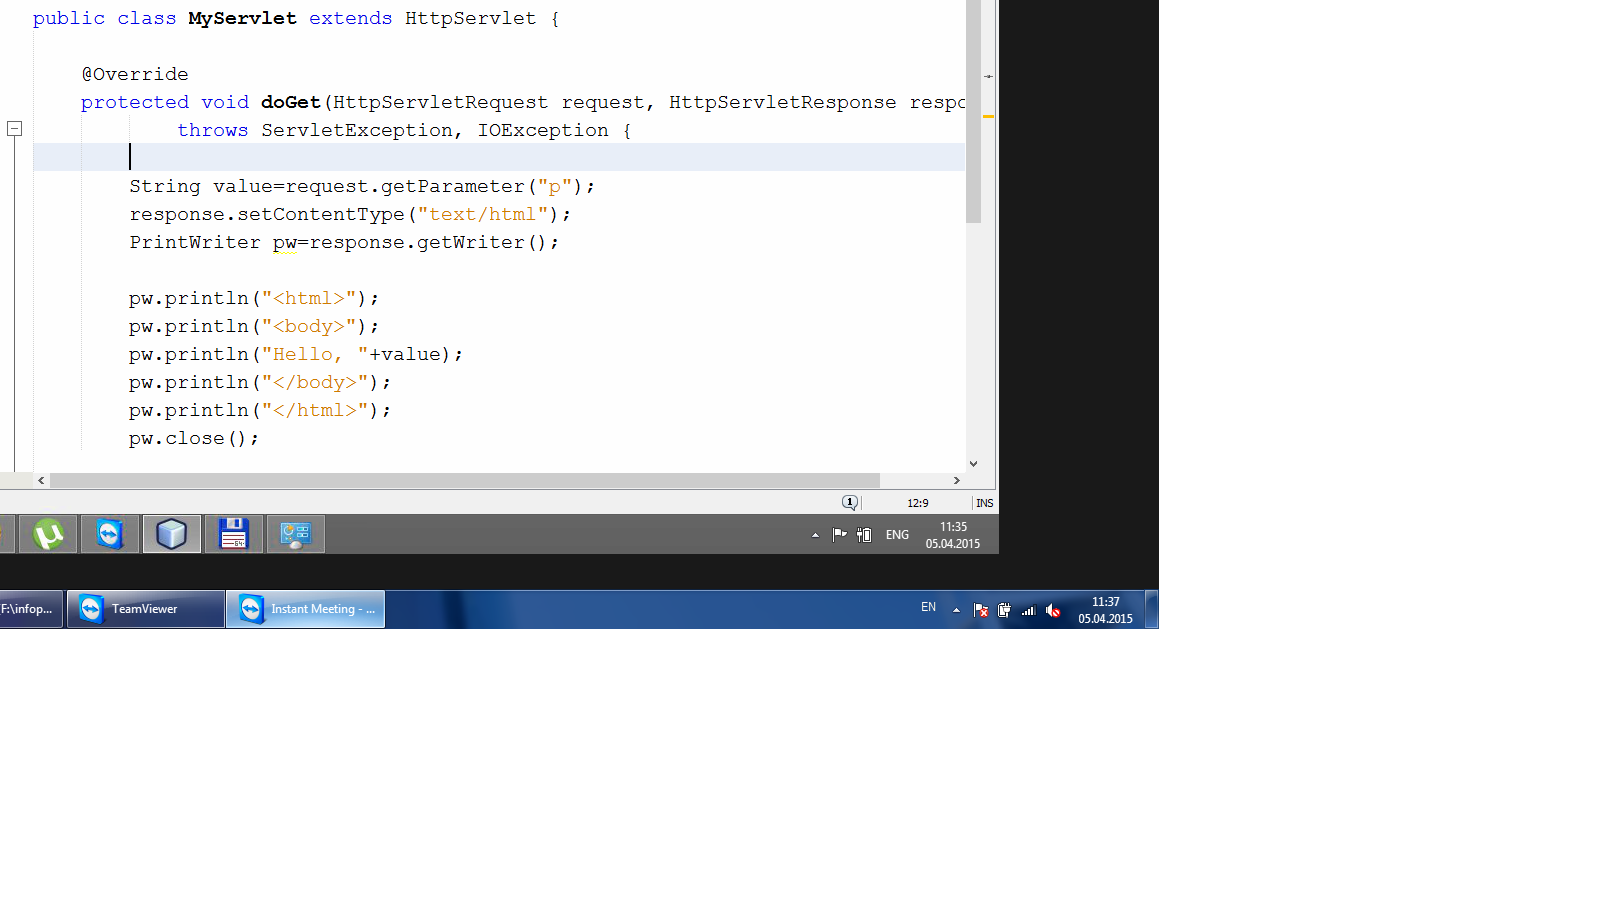 public class MyServlet extends HttpServlet {
@Override
protected void doGet(HttpServletRequest request, HttpServletResponse respo
throws ServletException, IOException {
String value=request.getParameter("p");
response.setContentType("text/html");
PrintWriter pw=response.getWriter();
pw.println("<html>");
pw.println("<body>");
pw.println("Hello, "+value);
pw.println("</body>");
pw.println("</html>");
pw.close();
1
12:9
INS
64
ENG
11:35
05.04.2015
F:\infop...
TeamViewer
Instant Meeting - ...
EN
11:37
05.04.2015